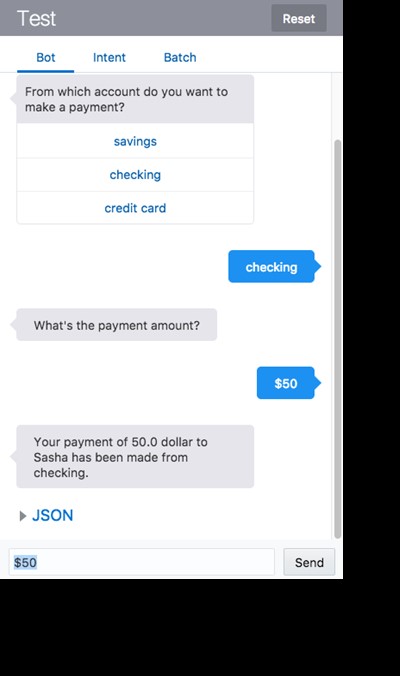 Test
Reset
Bot Intent Batch
From which account do you want to
make a payment?
savings
checking
credit card
checking
What's the payment amount?
$50
Your payment of 50.0 dollar to
Sasha has been made from
checking.
JSON
$50
Send